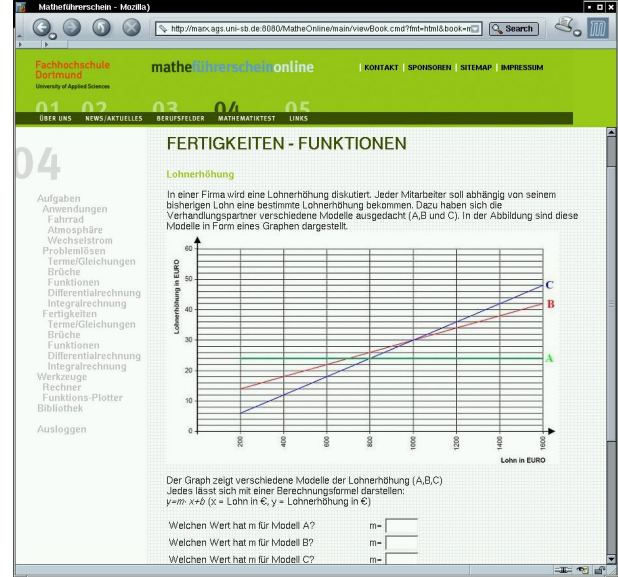 Matheführerschein - Mozilla
http://marx.ags.uni-sb.de:8080/MatheOnline/main/viewBook.cmd?fmt=html&book=m
Search
Fachhochschule
Dortmund
University of Applied Sciences
matheführerscheinonline
| KONTAKT | SPONSOREN | SITEMAP | IMPRESSUM
01 02 03 04 05
ÜBER UNS NEWS/AKTUELLES BERUFSFELDER MATHEMATIKTEST LINKS
04
Aufgaben
Anwendungen
Fahrrad
Atmosphäre
Wechselstrom
Problemlösen
Terme/Gleichungen
Brüche
Funktionen
Differentialrechnung
Integralrechnung
Fertigkeiten
Terme/Gleichungen
Brüche
Funktionen
Differentialrechnung
Integralrechnung
Werkzeuge
Rechner
Funktions-Plotter
Bibliothek
Ausloggen
FERTIGKEITEN - FUNKTIONEN
Lohnerhöhung
In einer Firma wird eine Lohnerhöhung diskutiert. Jeder Mitarbeiter soll abhängig von seinem
bisherigen Lohn eine bestimmte Lohnerhöhung bekommen. Dazu haben sich die
Verhandlungspartner verschiedene Modelle ausgedacht (A,B und C). In der Abbildung sind diese
Modelle in Form eines Graphen dargestellt.
Lohnerhöhung in EURO
60
50
40
30
20
10
0
C
B
A
200 400 600 800 1000 1200 1400 1600
Lohn in EURO
Der Graph zeigt verschiedene Modelle der Lohnerhöhung (A,B,C)
Jedes lässt sich mit einer Berechnungsformel darstellen:
y=m· x+b (x = Lohn in €, y = Lohnerhöhung in €)
Welchen Wert hat m für Modell A? m=
Welchen Wert hat m für Modell B? m=
Welchen Wert hat m für Modell C? m=